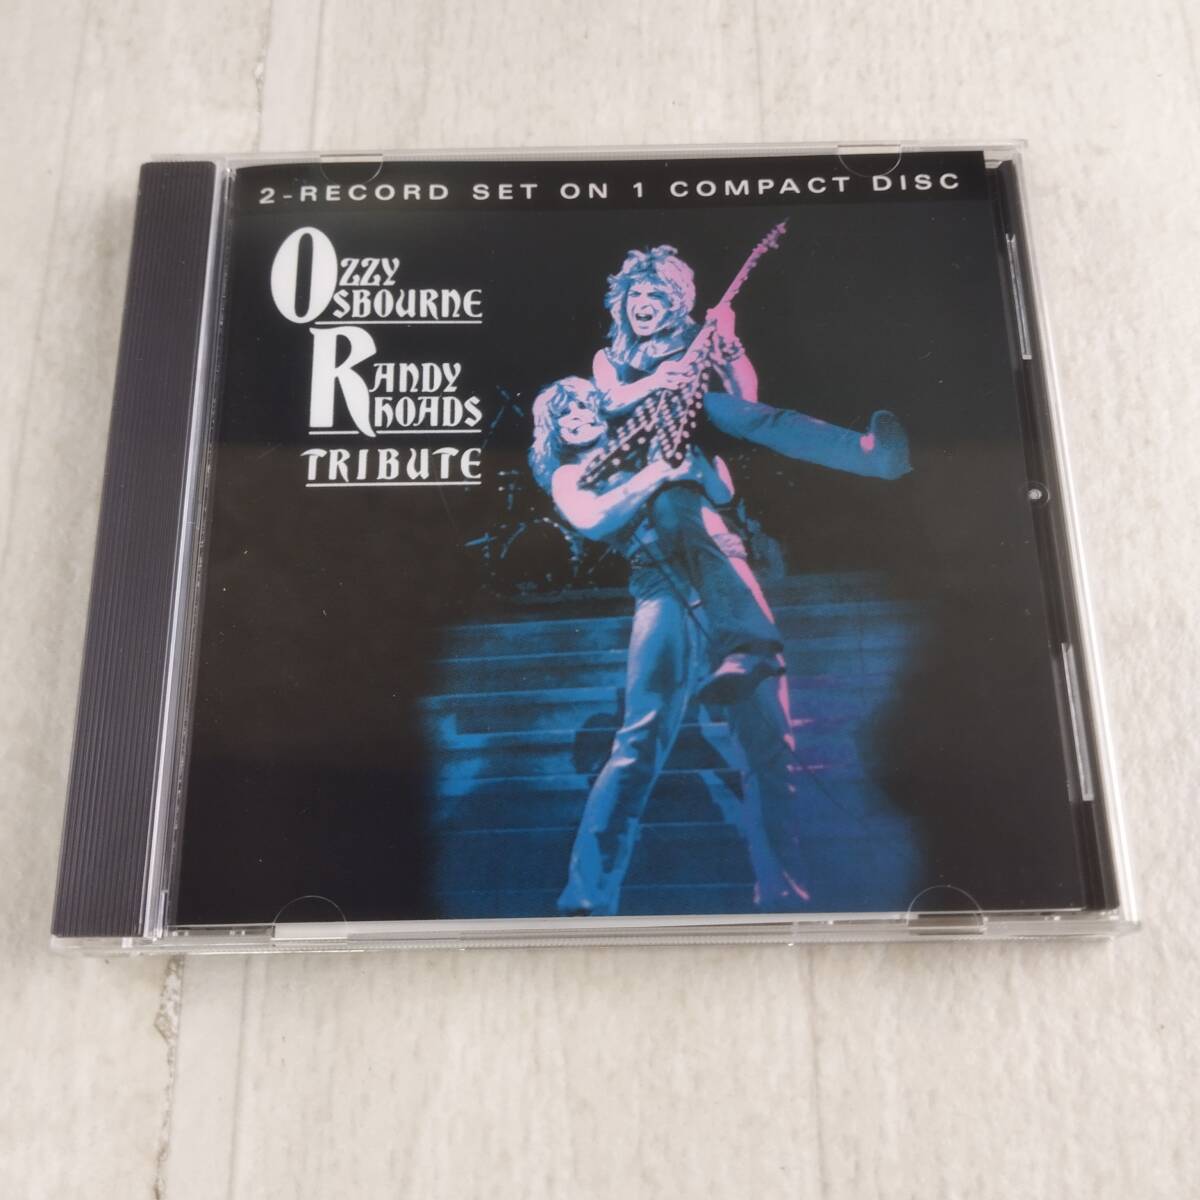 2-RECORD SET ON 1 COMPACT DISC
OZZY
OSBOURNE
RANDY
RHOADS
TRIBUTE